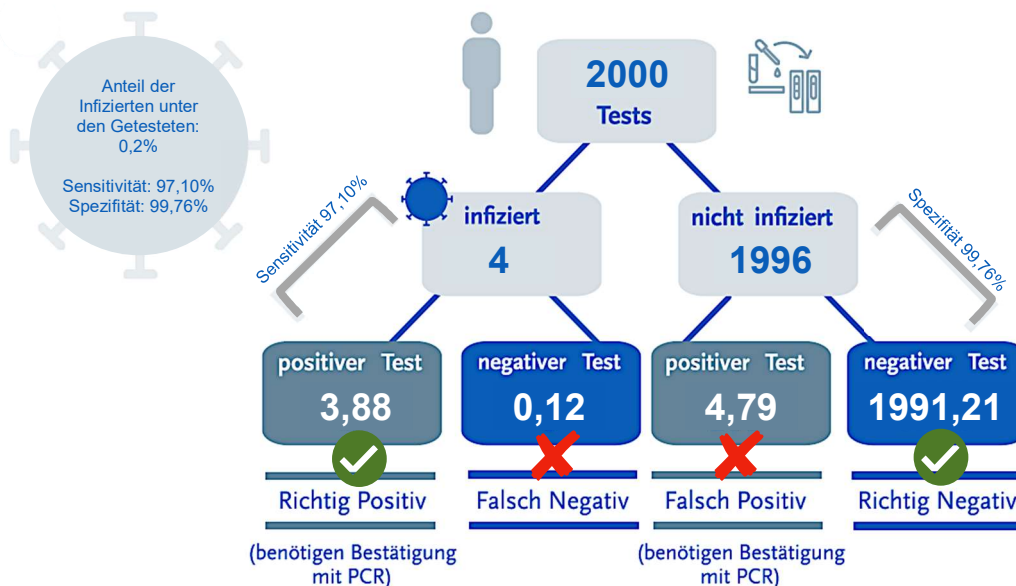 Anteil der
Infizierten unter
den Getesteten:
0,2%
Sensitivität: 97,10%
Spezifität: 99,76%
2000
Tests
Sensitivität 97,10%
infiziert
4
nicht infiziert
1996
Spezifität 99,76%
positiver Test
3,88
Richtig Positiv
(benötigen Bestätigung
mit PCR)
negativer Test
0,12
Falsch Negativ
positiver Test
4,79
Falsch Positiv
(benötigen Bestätigung
mit PCR)
negativer Test
1991,21
Richtig Negativ